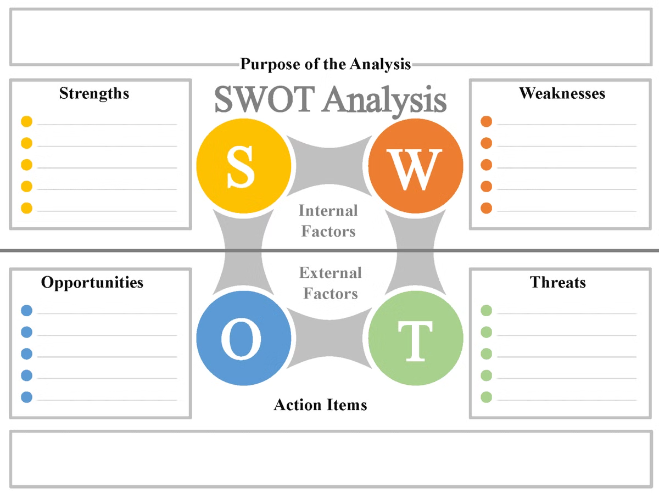 Purpose of the Analysis
SWOT Analysis
Strengths
Weaknesses
S
W
Internal
Factors
External
Factors
Opportunities
Threats
O
T
Action Items